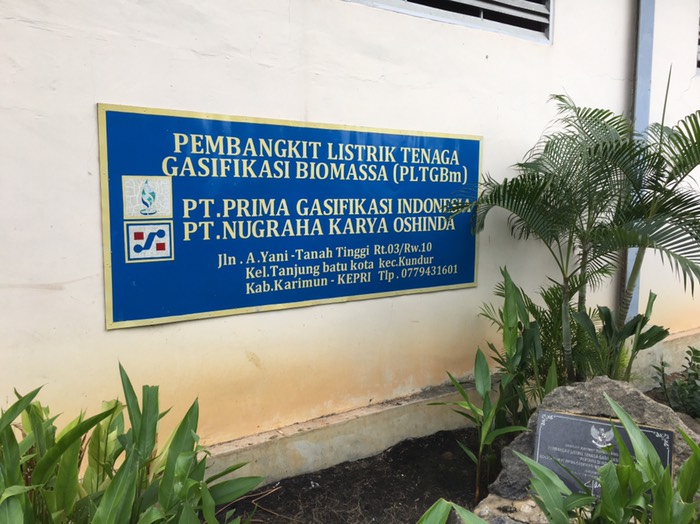 PEMBANGKIT LISTRIK TENAGA
GASIFIKASI BIOMASSA (PLTGBm)
PT.PRIMA GASIFIKASI INDONESIA
PT.NUGRAHA KARYA OSHINDA
Jln . A.Yani -Tanah Tinggi Rt.03/Rw.10
Kel.Tanjung batu kota kec.Kundur
Kab.Karimun - KEPRI Tlp . 0779431601